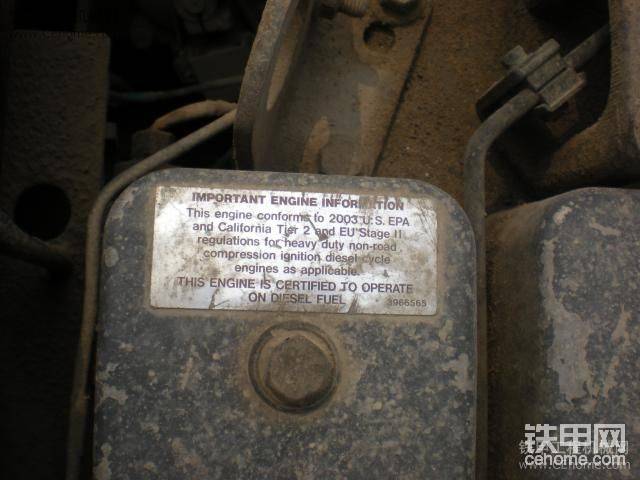 IMPORTANT ENGINE INFORMATION
This engine conforms to 2003 U.S. EPA
and California Tier 2 and EU Stage II
regulations for heavy duty non-road
compression ignition diesel cycle
engines as applicable.
THIS ENGINE IS CERTIFIED TO OPERATE
ON DIESEL FUEL 3966565
铁甲网
cehome.com